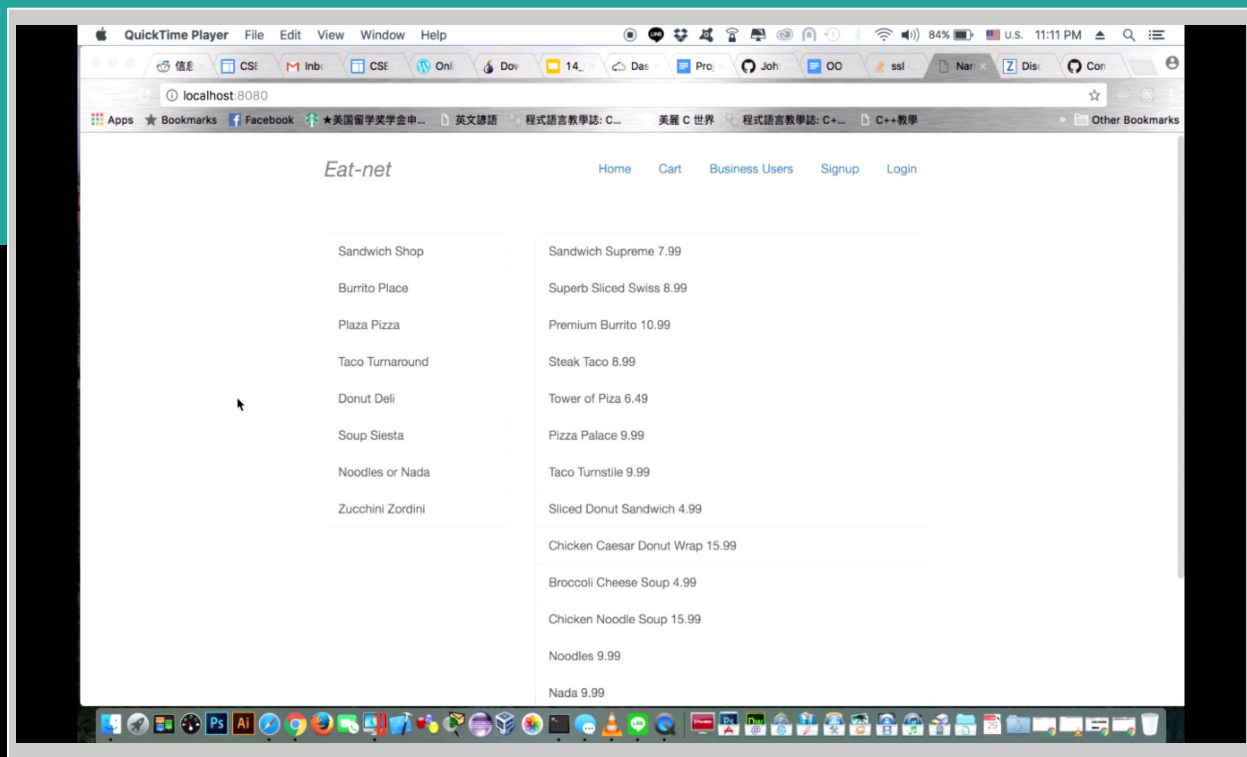 QuickTime Player File Edit View Window Help 84% U.S. 11:11 PM
信息 CSE Inb CSE Onl Dov 14_ Das Pro Joh OO ssl Nar Dis Con
localhost:8080
Apps Bookmarks Facebook ★美国留学奖学金申... 英文諺語 程式語言教學誌: C... 美麗 C 世界 程式語言教學誌: C+... C++教學 Other Bookmarks
Eat-net Home Cart Business Users Signup Login
Sandwich Shop Sandwich Supreme 7.99
Burrito Place Superb Sliced Swiss 8.99
Plaza Pizza Premium Burrito 10.99
Taco Turnaround Steak Taco 8.99
Donut Deli Tower of Piza 6.49
Soup Siesta Pizza Palace 9.99
Noodles or Nada Taco Turnstile 9.99
Zucchini Zordini Sliced Donut Sandwich 4.99
Chicken Caesar Donut Wrap 15.99
Broccoli Cheese Soup 4.99
Chicken Noodle Soup 15.99
Noodles 9.99
Nada 9.99
Ps Ai